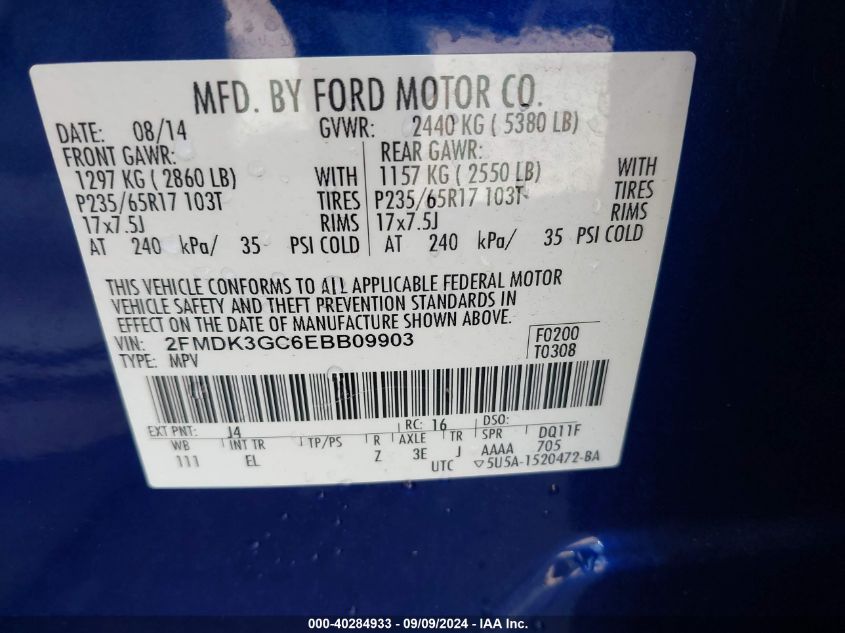 MFD. BY FORD MOTOR CO.
DATE: 08/14 GVWR: 2440 KG ( 5380 LB)
FRONT GAWR: REAR GAWR:
1297 KG ( 2860 LB) WITH 1157 KG ( 2550 LB) WITH
P235/65R17 103T TIRES P235/65R17 103T TIRES
17x7.5J RIMS 17x7.5J RIMS
AT 240 kPa/ 35 PSI COLD AT 240 kPa/ 35 PSI COLD
THIS VEHICLE CONFORMS TO ALL APPLICABLE FEDERAL MOTOR
VEHICLE SAFETY AND THEFT PREVENTION STANDARDS IN
EFFECT ON THE DATE OF MANUFACTURE SHOWN ABOVE.
VIN: 2FMDK3GC6EBB09903 F0200
TYPE: MPV T0308
EXT PNT: J4 RC: 16 DSO:
WB INT TR TP/PS R AXLE TR SPR DQ11F
111 EL Z 3E J AAAA 705
UTC ▽5U5A-1520472-BA
000-40284933 - 09/09/2024 - IAA Inc.